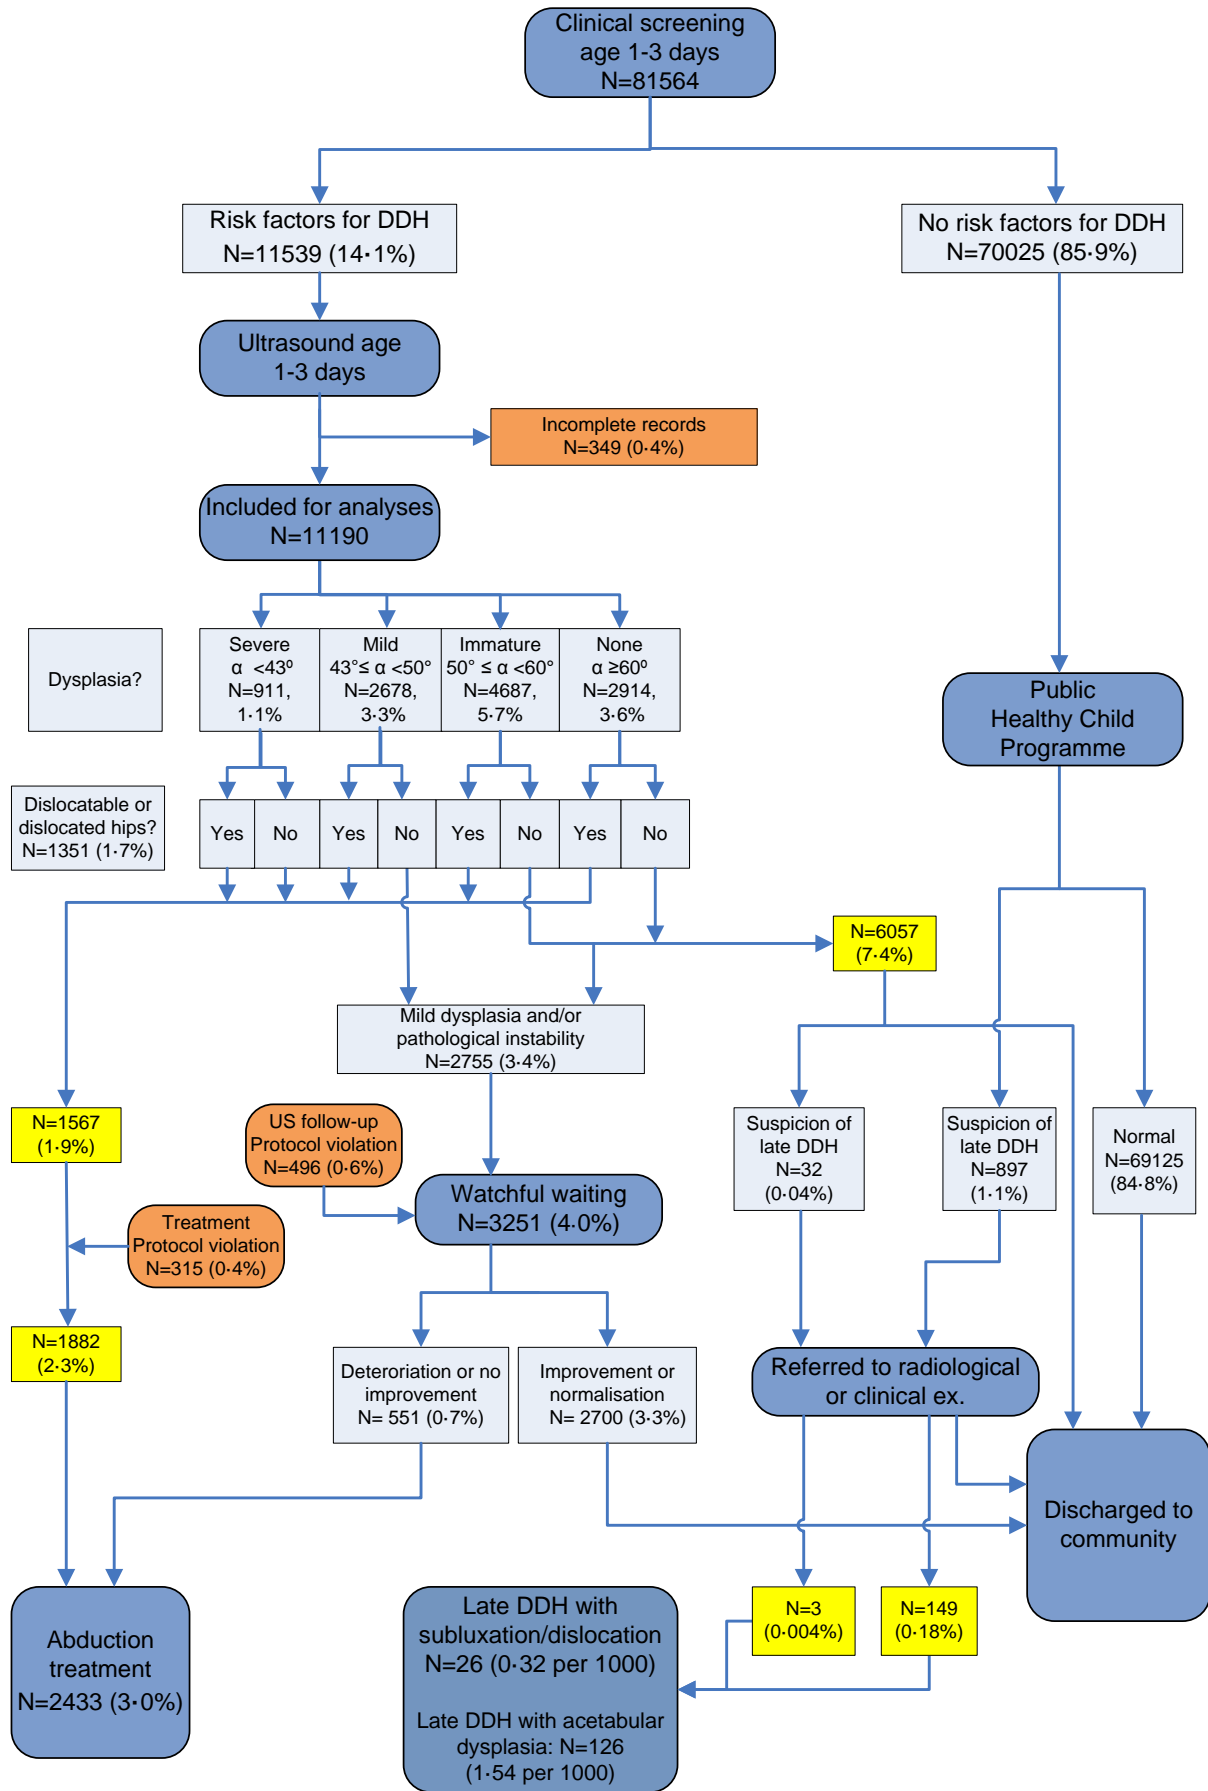 Clinical screening
age 1-3 days
N=81564
Risk factors for DDH
N=11539 (14·1%)
No risk factors for DDH
N=70025 (85·9%)
Ultrasound age
1-3 days
Incomplete records
N=349 (0·4%)
Included for analyses
N=11190
Dysplasia?
Severe
α <43⁰
N=911,
1·1%
Mild
43°≤ α <50°
N=2678,
3·3%
Immature
50° ≤ α <60°
N=4687,
5·7%
None
α ≥60⁰
N=2914,
3·6%
Public
Healthy Child
Programme
Dislocatable or
dislocated hips?
N=1351 (1·7%)
Yes
No
Yes
No
Yes
No
Yes
No
N=6057
(7·4%)
Mild dysplasia and/or
pathological instability
N=2755 (3·4%)
N=1567
(1·9%)
US follow-up
Protocol violation
N=496 (0·6%)
Suspicion of
late DDH
N=32
(0·04%)
Suspicion of
late DDH
N=897
(1·1%)
Normal
N=69125
(84·8%)
Watchful waiting
N=3251 (4·0%)
Treatment
Protocol violation
N=315 (0·4%)
N=1882
(2·3%)
Deteroriation or no
improvement
N= 551 (0·7%)
Improvement or
normalisation
N= 2700 (3·3%)
Referred to radiological
or clinical ex.
Discharged to
community
Abduction
treatment
N=2433 (3·0%)
Late DDH with
subluxation/dislocation
N=26 (0·32 per 1000)
Late DDH with acetabular
dysplasia: N=126
(1·54 per 1000)
N=3
(0·004%)
N=149
(0·18%)